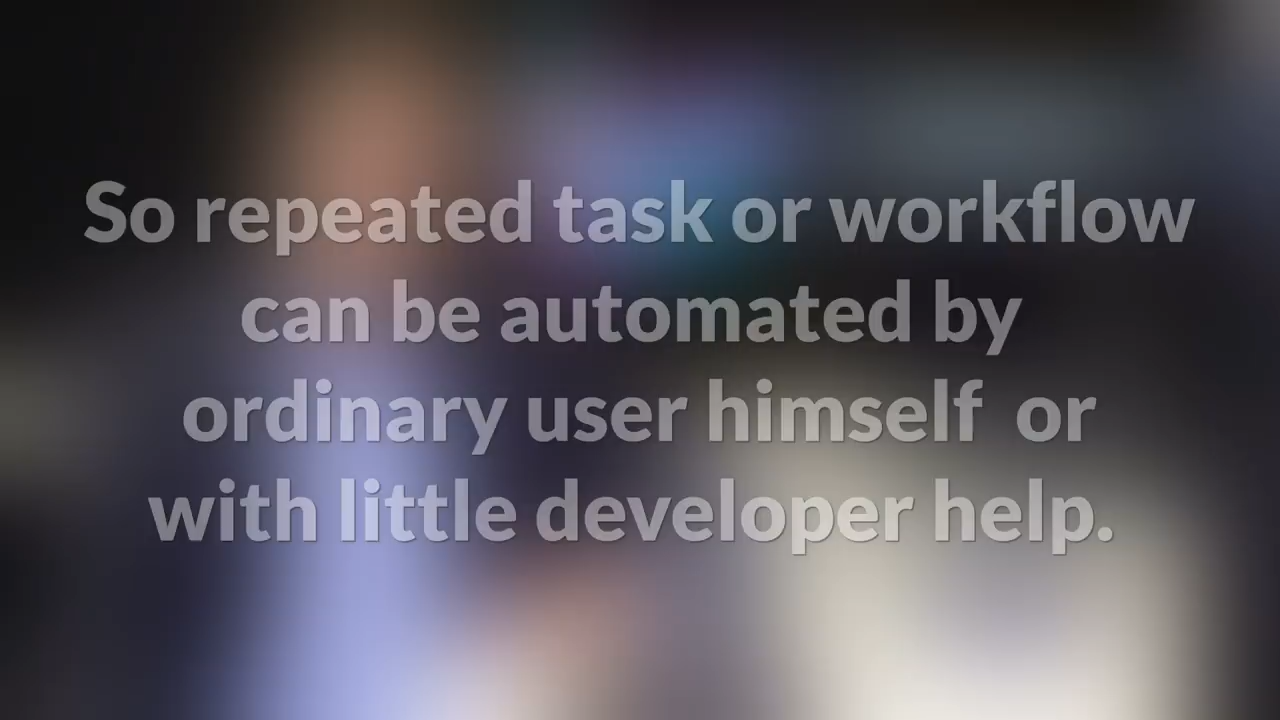 So repeated task or workflow
can be automated by
ordinary user himself  or
with little developer help.